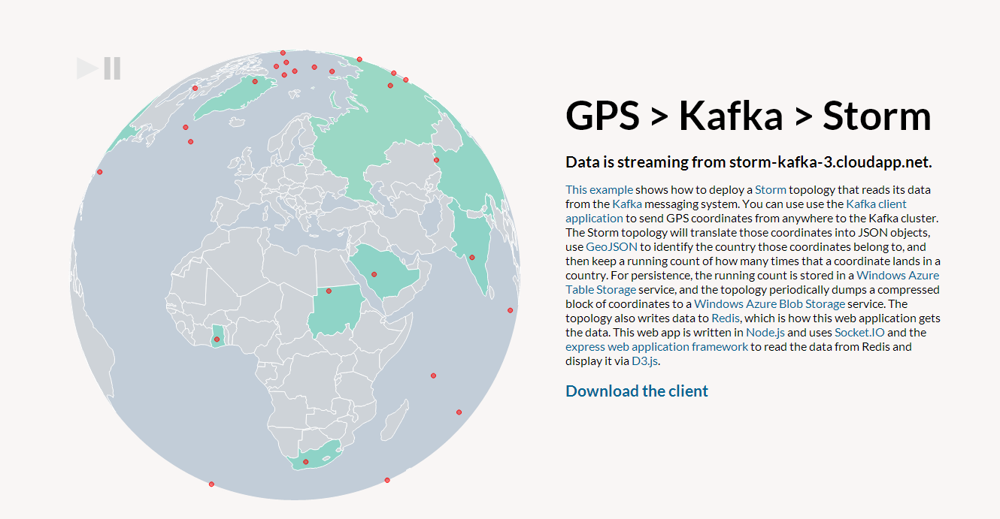 GPS > Kafka > Storm
Data is streaming from storm-kafka-3.cloudapp.net.
This example shows how to deploy a Storm topology that reads its data
from the Kafka messaging system. You can use use the Kafka client
application to send GPS coordinates from anywhere to the Kafka cluster.
The Storm topology will translate those coordinates into JSON objects,
use GeoJSON to identify the country those coordinates belong to, and
then keep a running count of how many times that a coordinate lands in a
country. For persistence, the running count is stored in a Windows Azure
Table Storage service, and the topology periodically dumps a compressed
block of coordinates to a Windows Azure Blob Storage service. The
topology also writes data to Redis, which is how this web application gets
the data. This web app is written in Node.js and uses Socket.IO and the
express web application framework to read the data from Redis and
display it via D3.js.
Download the client